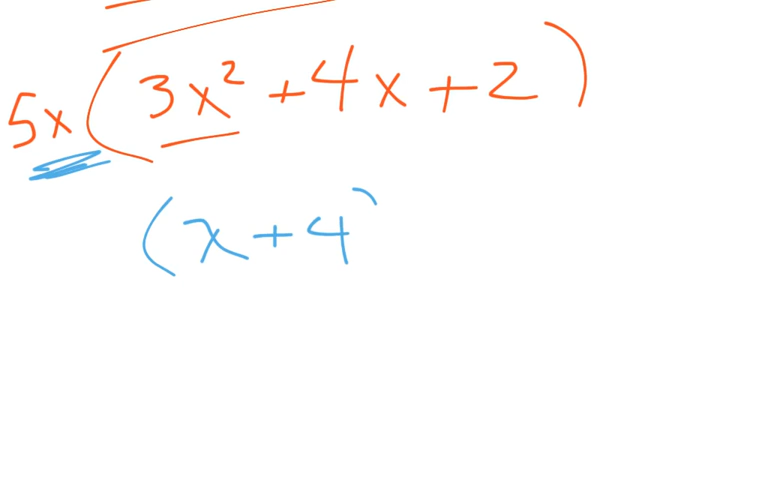 5x(3x² + 4x + 2)
(x + 4)